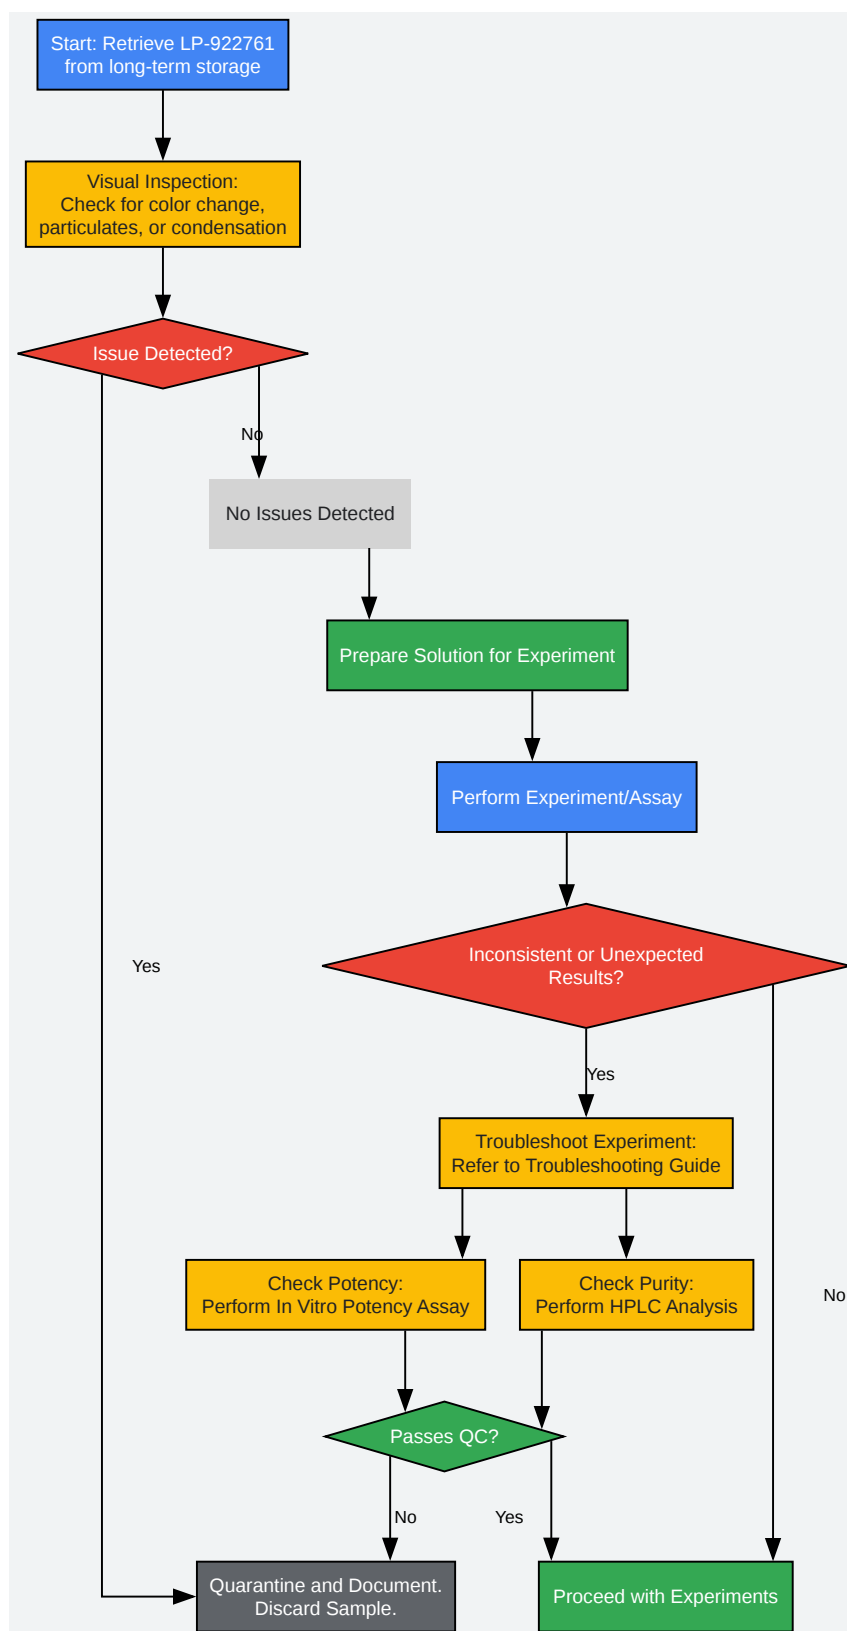 Start: Retrieve LP-922761
from long-term storage
Visual Inspection:
Check for color change,
particulates, or condensation
Issue Detected?
No
No Issues Detected
Prepare Solution for Experiment
Perform Experiment/Assay
Yes
Inconsistent or Unexpected
Results?
Yes
Troubleshoot Experiment:
Refer to Troubleshooting Guide
Check Potency:
Perform In Vitro Potency Assay
Check Purity:
Perform HPLC Analysis
No
Passes QC?
No
Yes
Quarantine and Document.
Discard Sample.
Proceed with Experiments